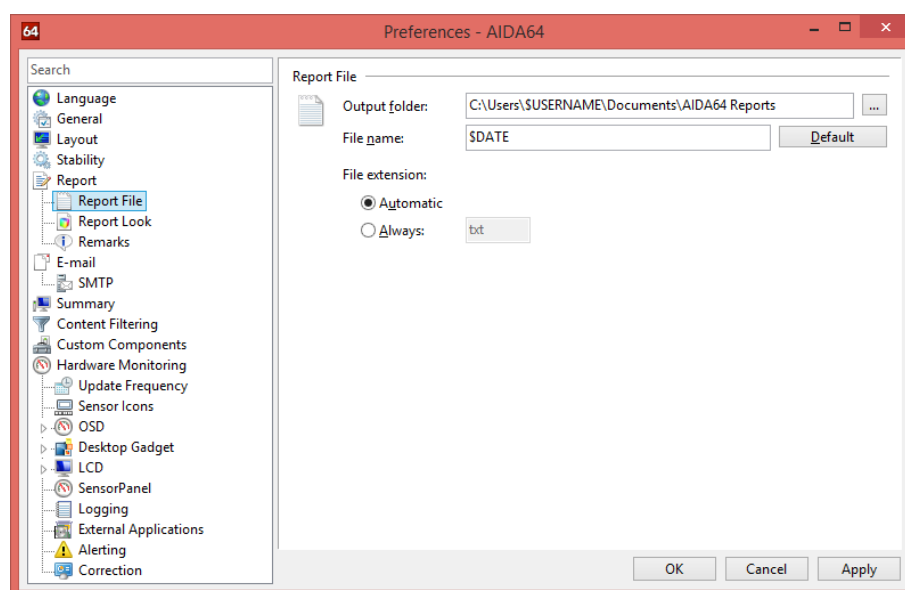 64 Preferences - AIDA64
Search
Language
General
Layout
Stability
Report
Report File
Report Look
Remarks
E-mail
SMTP
Summary
Content Filtering
Custom Components
Hardware Monitoring
Update Frequency
Sensor Icons
OSD
Desktop Gadget
LCD
SensorPanel
Logging
External Applications
Alerting
Correction
Report File
Output folder: C:\Users\$USERNAME\Documents\AIDA64 Reports ...
File name: $DATE Default
File extension:
Automatic
Always: txt
OK Cancel Apply